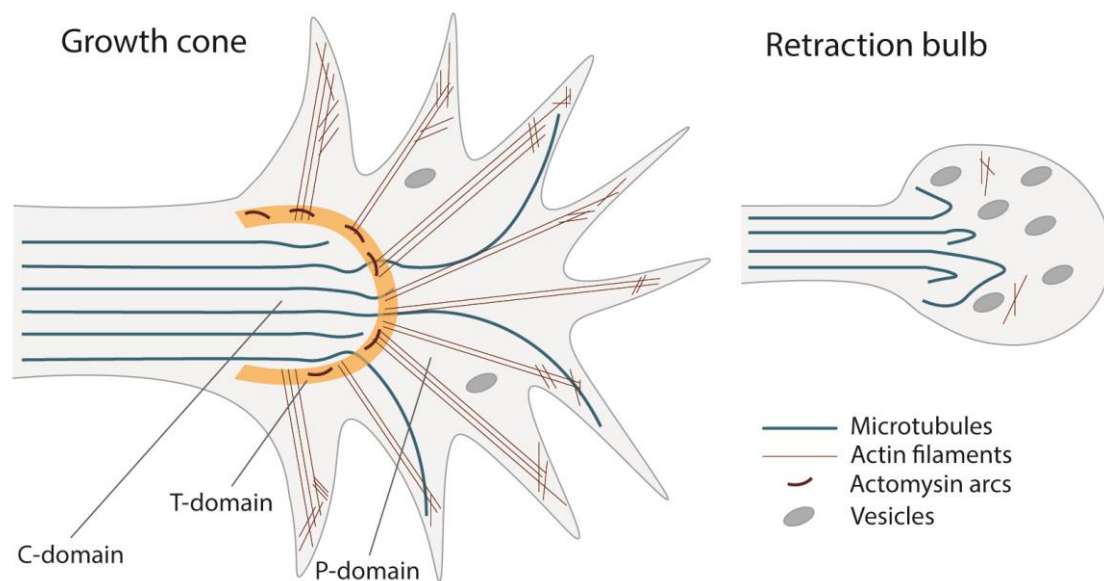 Growth cone
Retraction bulb
T-domain
C-domain
P-domain
Microtubules
Actin filaments
Actomysin arcs
Vesicles